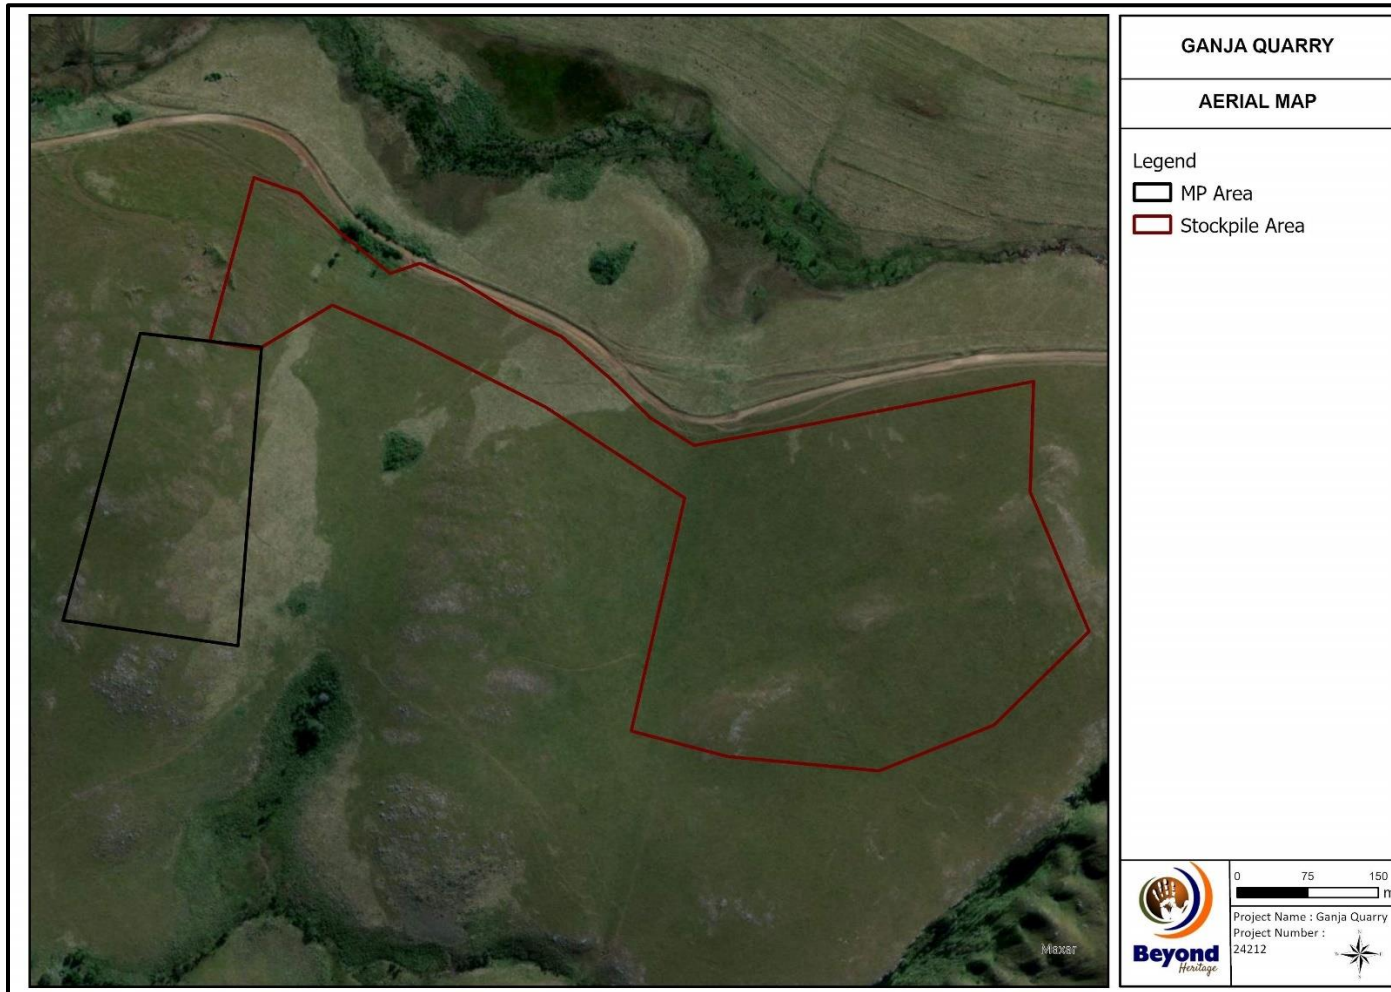 GANJA QUARRY
AERIAL MAP
Legend
MP Area
Stockpile Area
Maxar
Beyond
Heritage
0 75 150
m
Project Name : Ganja Quarry
Project Number :
24212